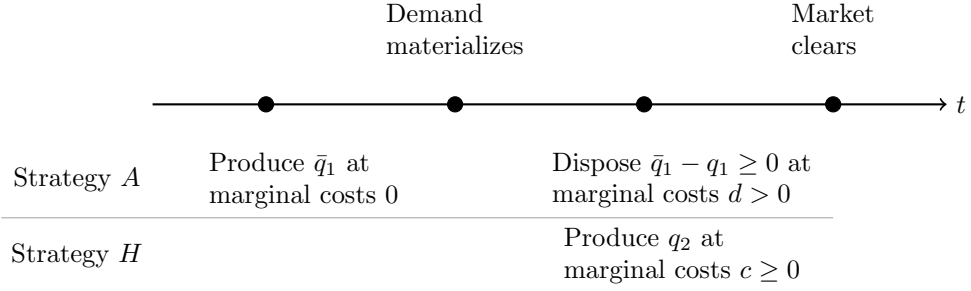 Demand
materializes
Market
clears
t
Strategy A
Produce q̄₁ at
marginal costs 0
Dispose q̄₁ − q₁ ≥ 0 at
marginal costs d > 0
Strategy H
Produce q₂ at
marginal costs c ≥ 0